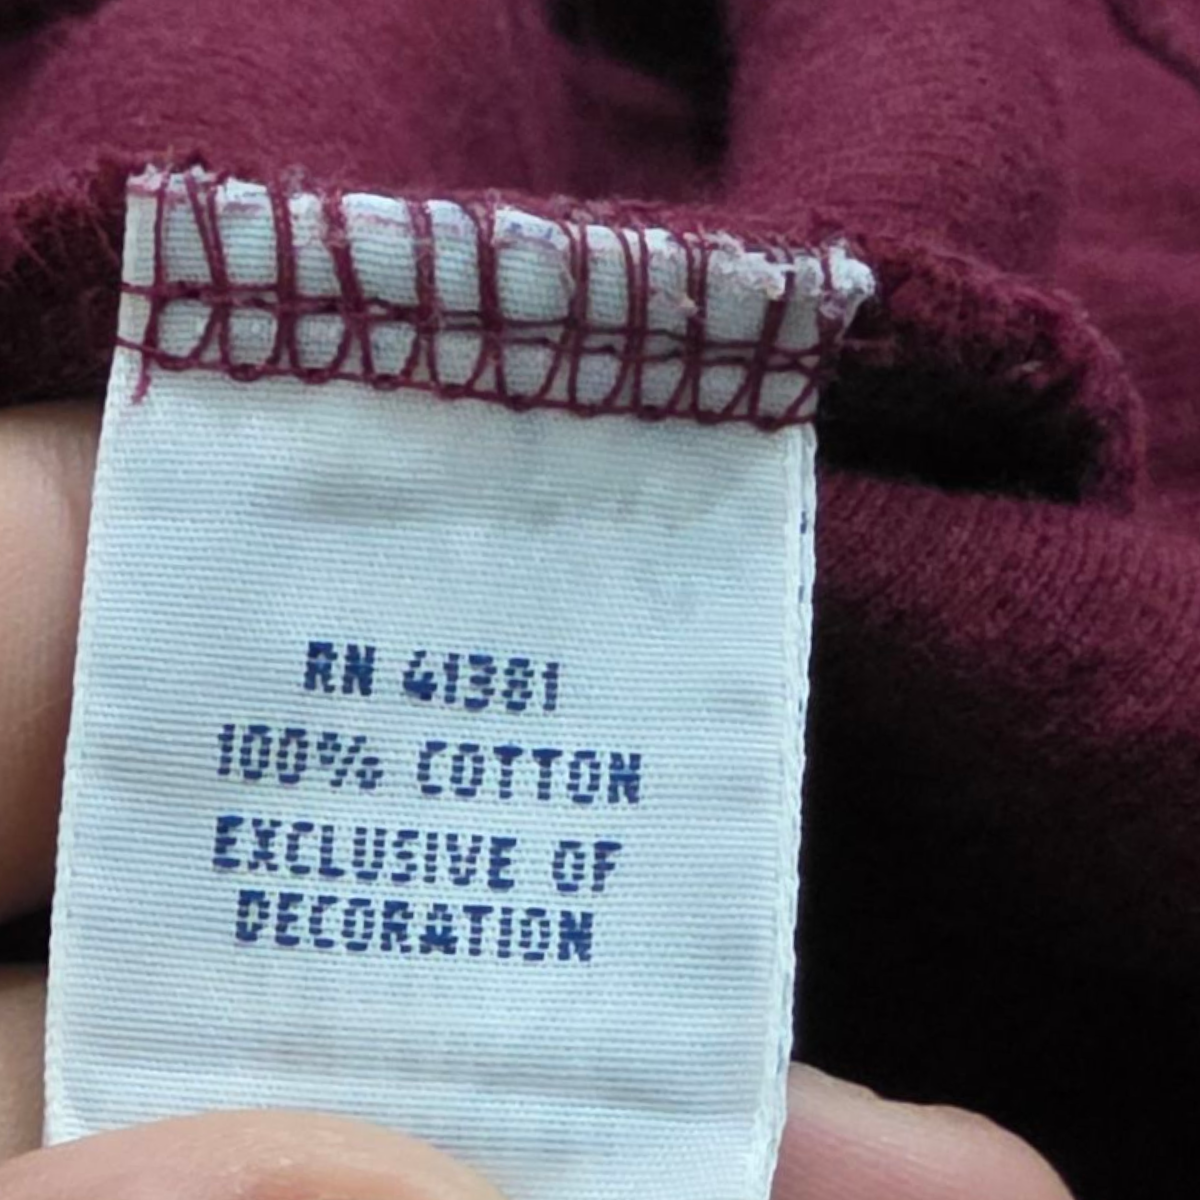 RN 41381
100% COTTON
EXCLUSIVE OF
DECORATION